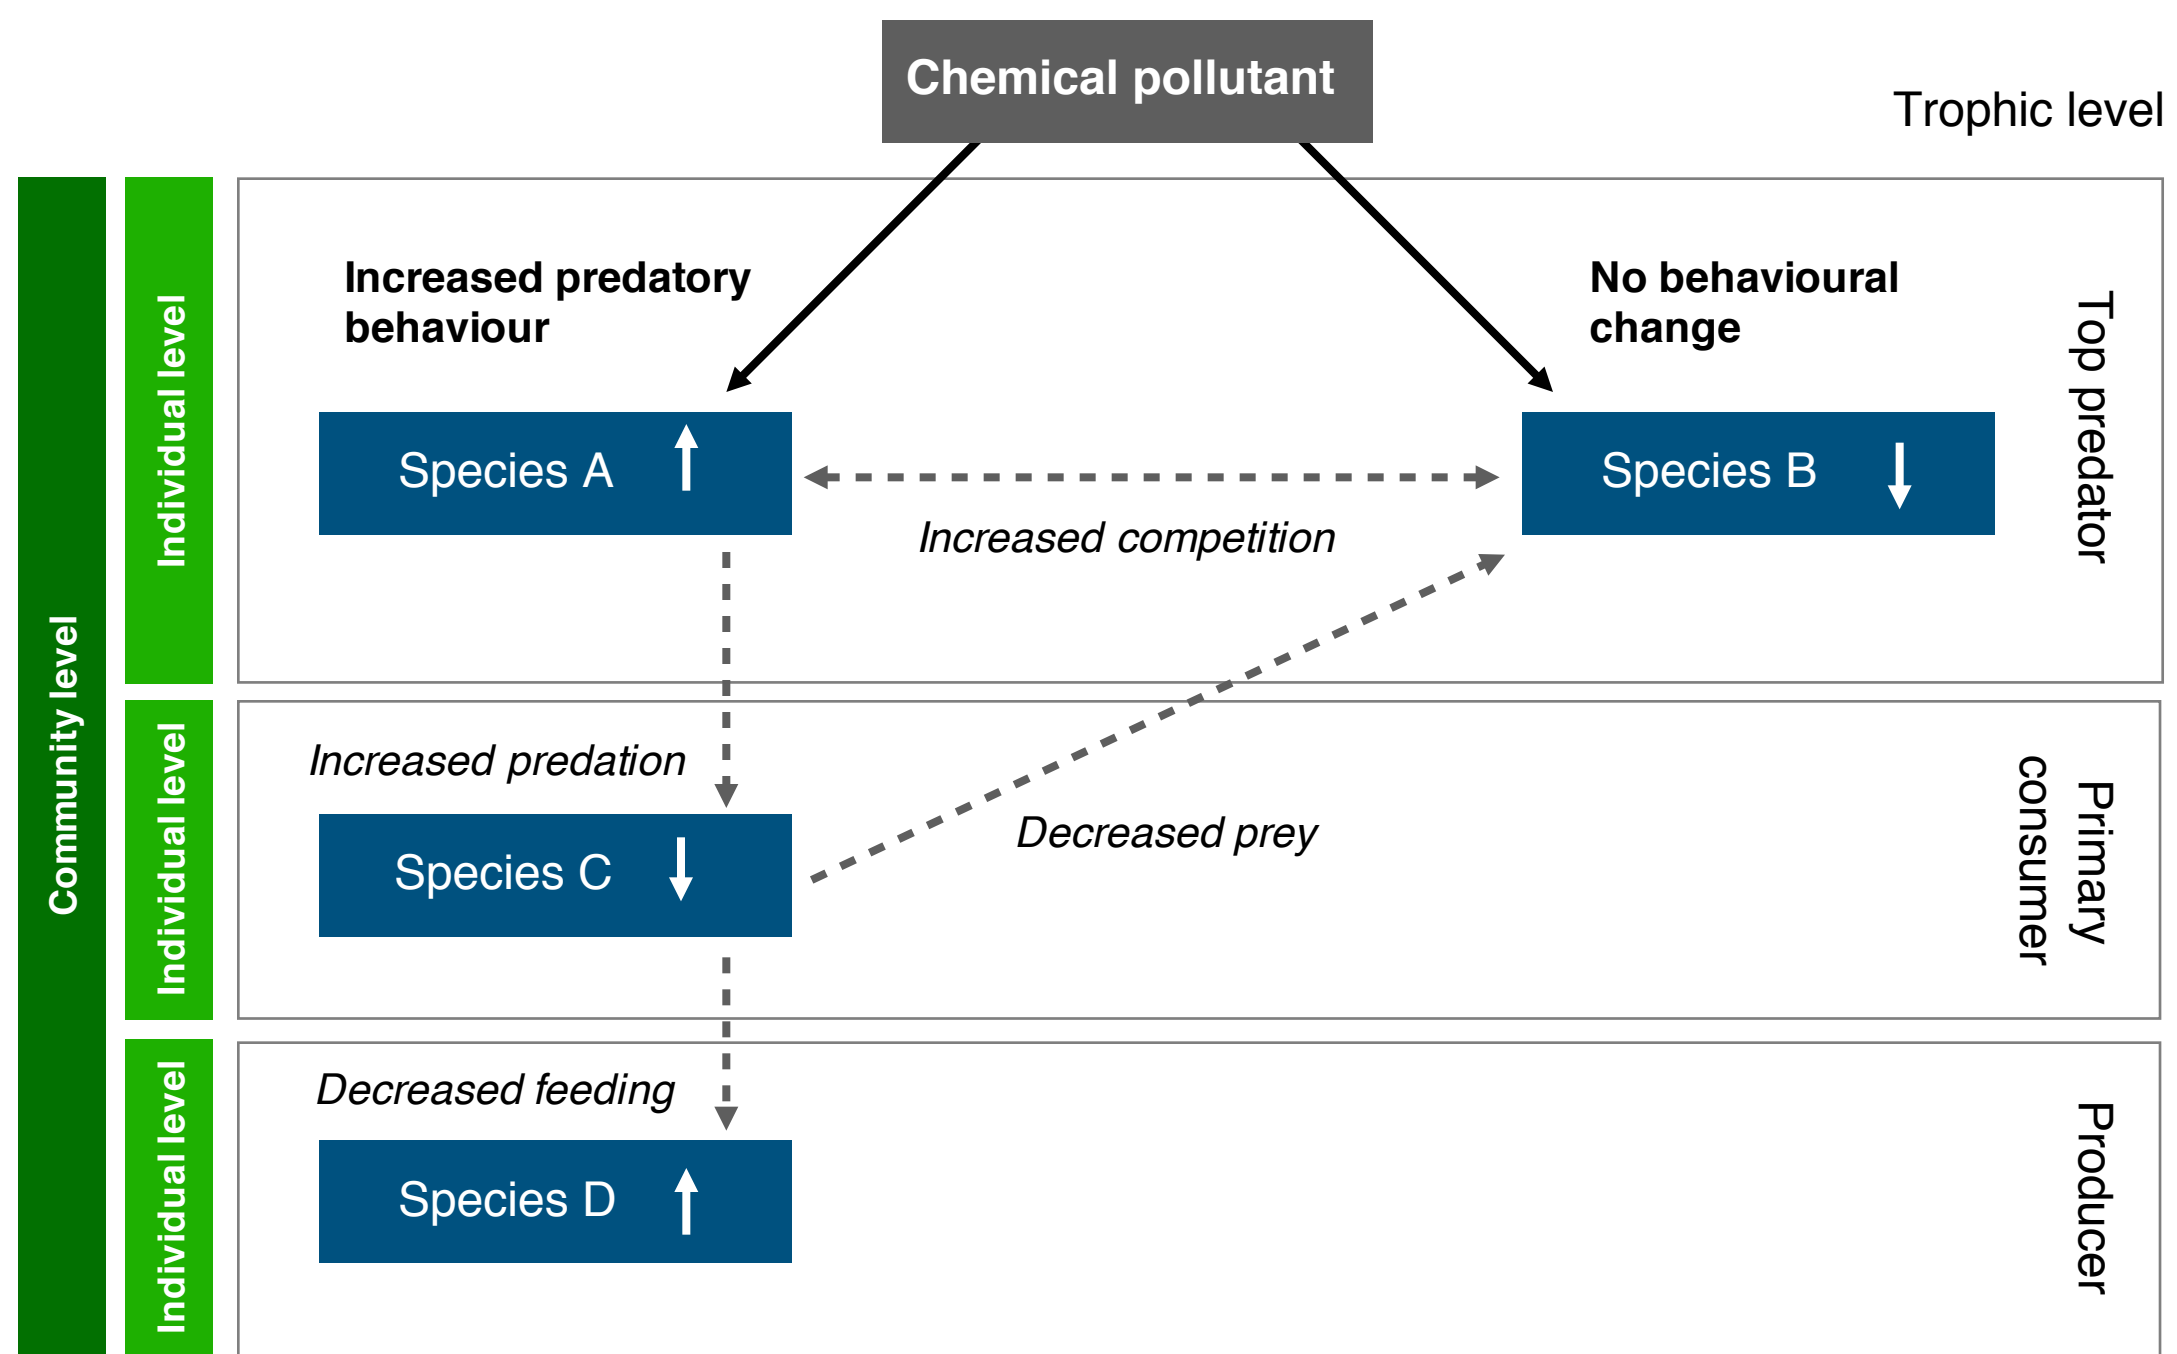 Chemical pollutant
Trophic level
Community level
Individual level
Increased predatory
behaviour
No behavioural
change
Top predator
Species A
Species B
Increased competition
Individual level
Increased predation
Primary
consumer
Species C
Decreased prey
Individual level
Decreased feeding
Producer
Species D